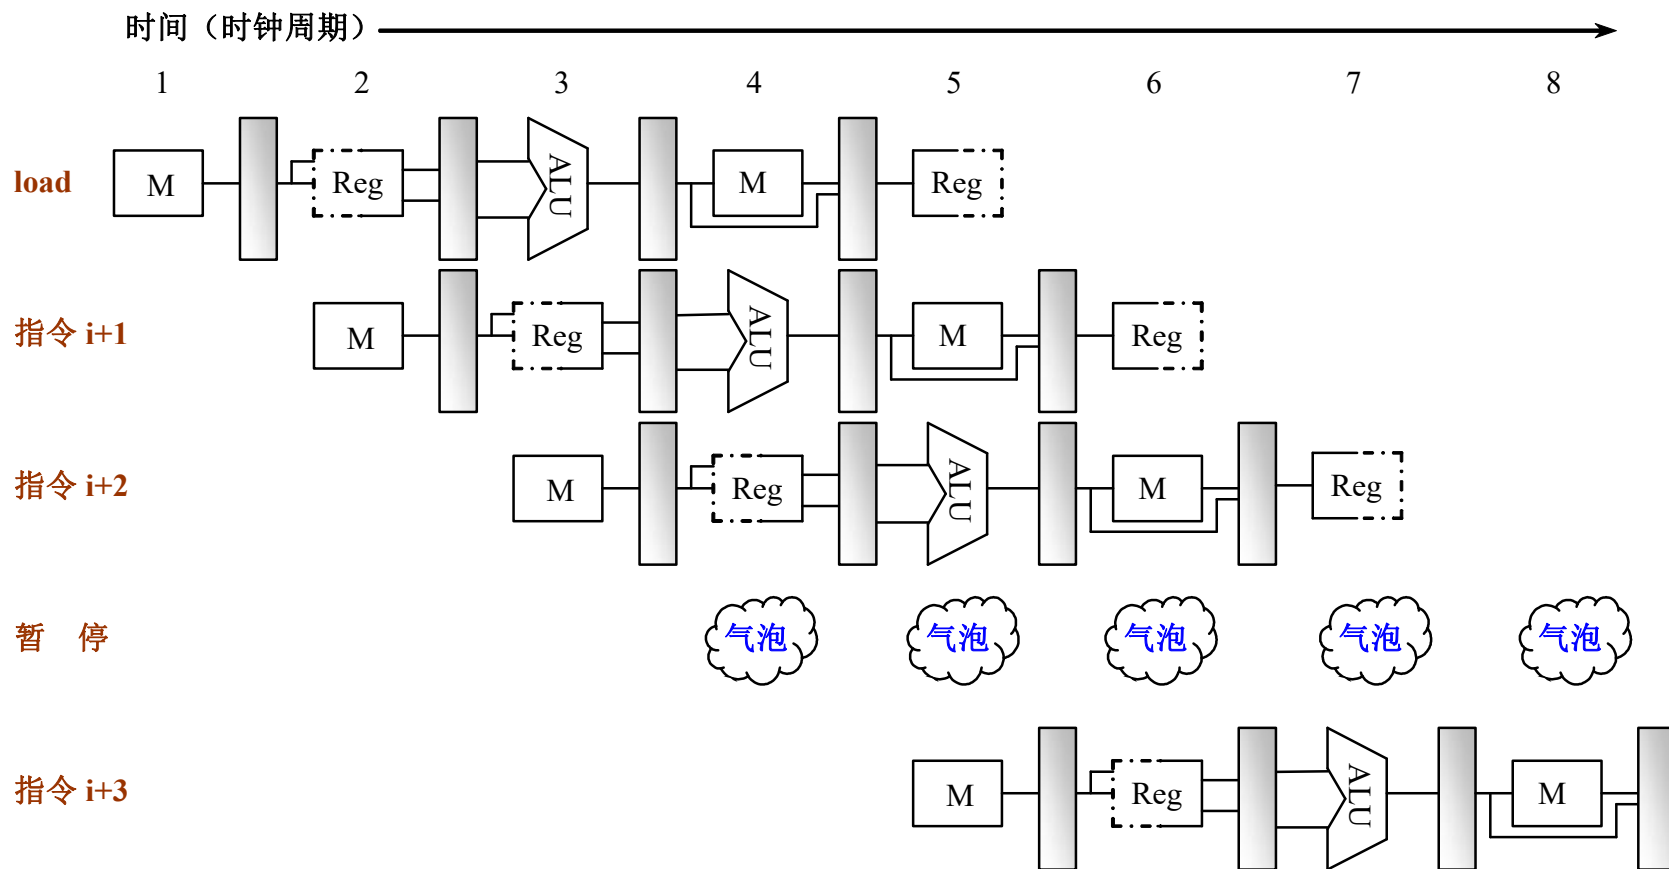 时间（时钟周期）
1 2 3 4 5 6 7 8
load M Reg ALU M Reg
指令 i+1 M Reg ALU M Reg
指令 i+2 M Reg ALU M Reg
暂 停 气泡 气泡 气泡 气泡 气泡
指令 i+3 M Reg ALU M